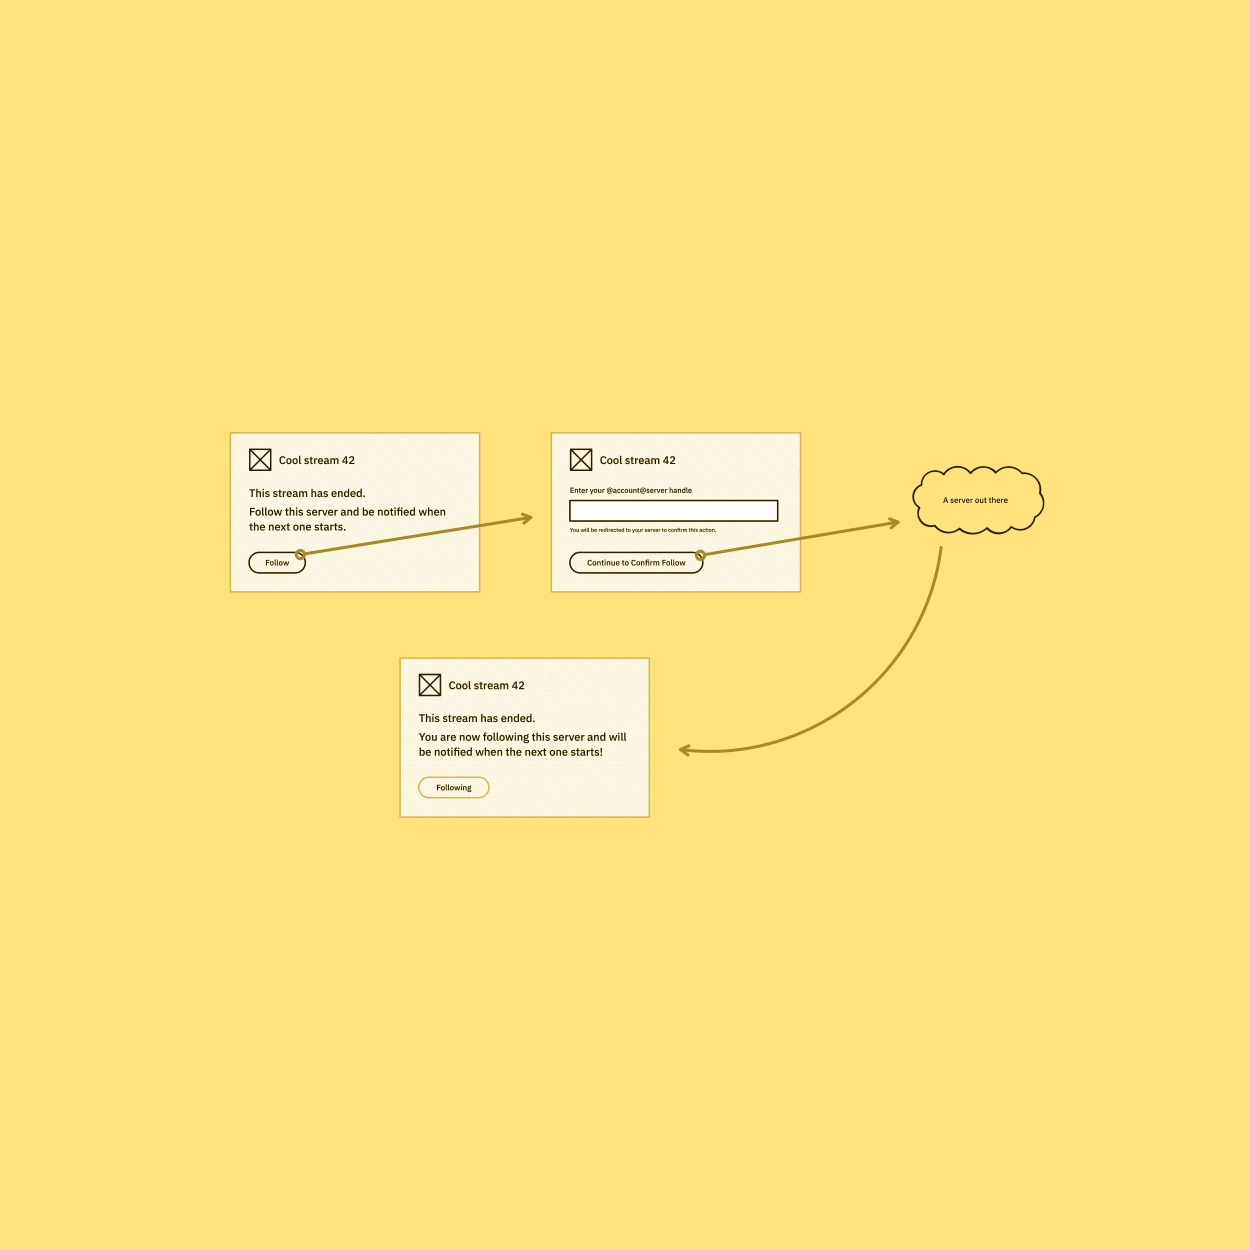 Cool stream 42
This stream has ended.
Follow this server and be notified when
the next one starts.
Follow
Cool stream 42
Enter your @account@server handle
You will be redirected to your server to confirm this action.
Continue to Confirm Follow
A server out there
Cool stream 42
This stream has ended.
You are now following this server and will
be notified when the next one starts!
Following